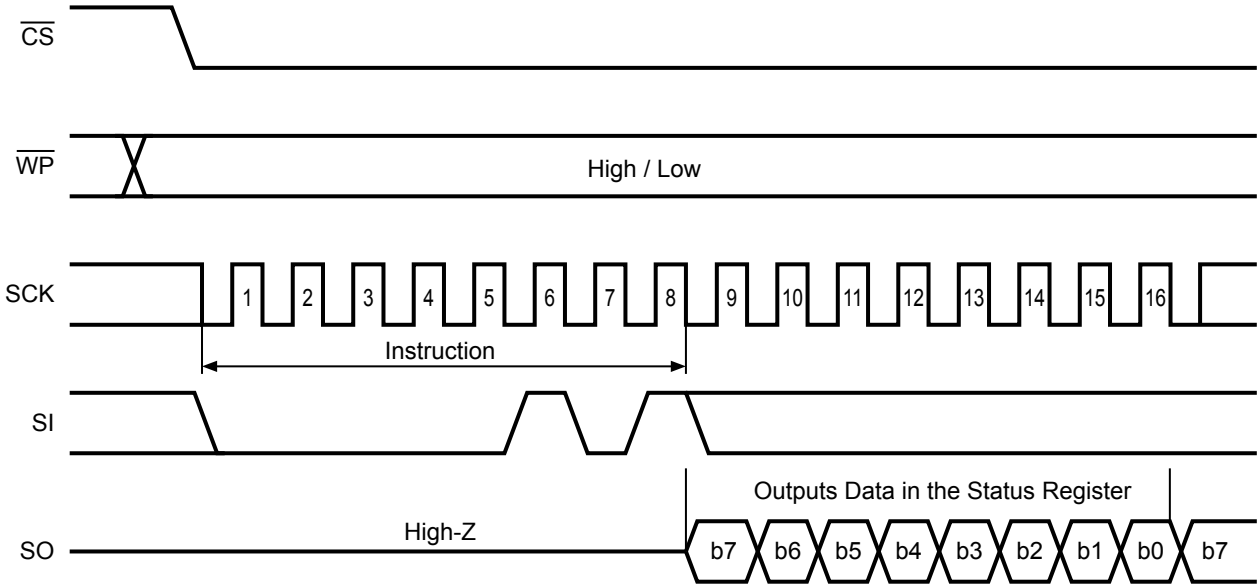 CS
WP
High / Low
SCK
1 2 3 4 5 6 7 8 9 10 11 12 13 14 15 16
Instruction
SI
Outputs Data in the Status Register
High-Z
SO
b7 b6 b5 b4 b3 b2 b1 b0 b7